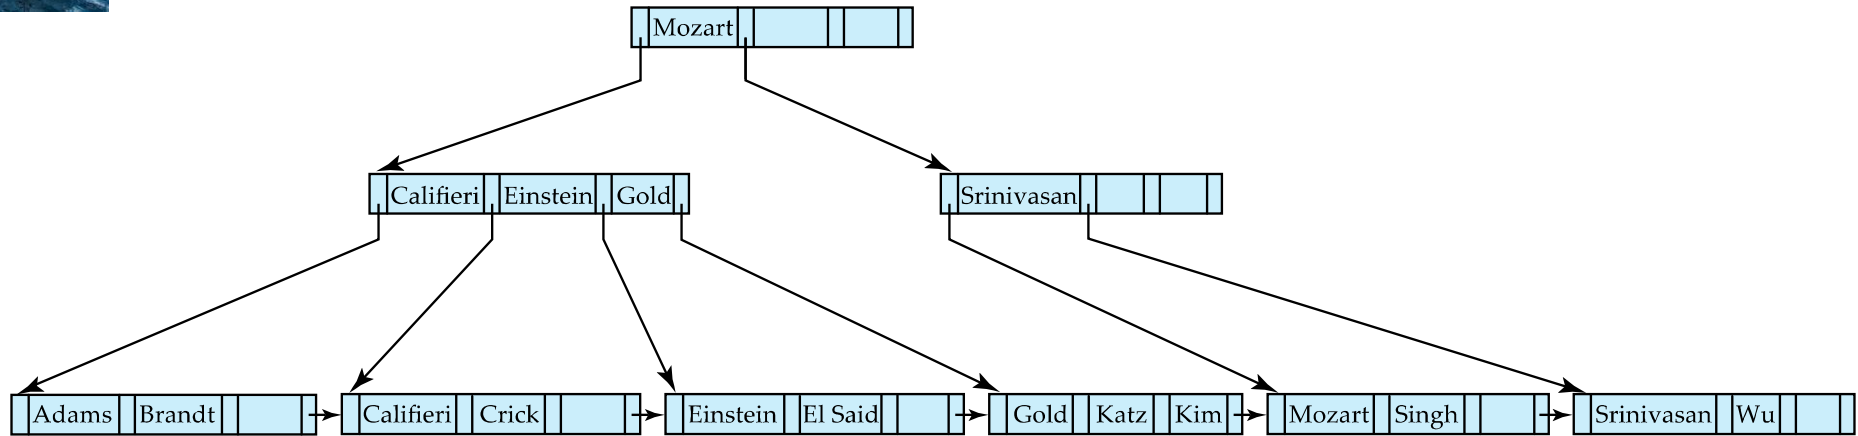 Mozart
Califieri Einstein Gold
Srinivasan
Adams Brandt
Califieri Crick
Einstein El Said
Gold Katz Kim
Mozart Singh
Srinivasan Wu